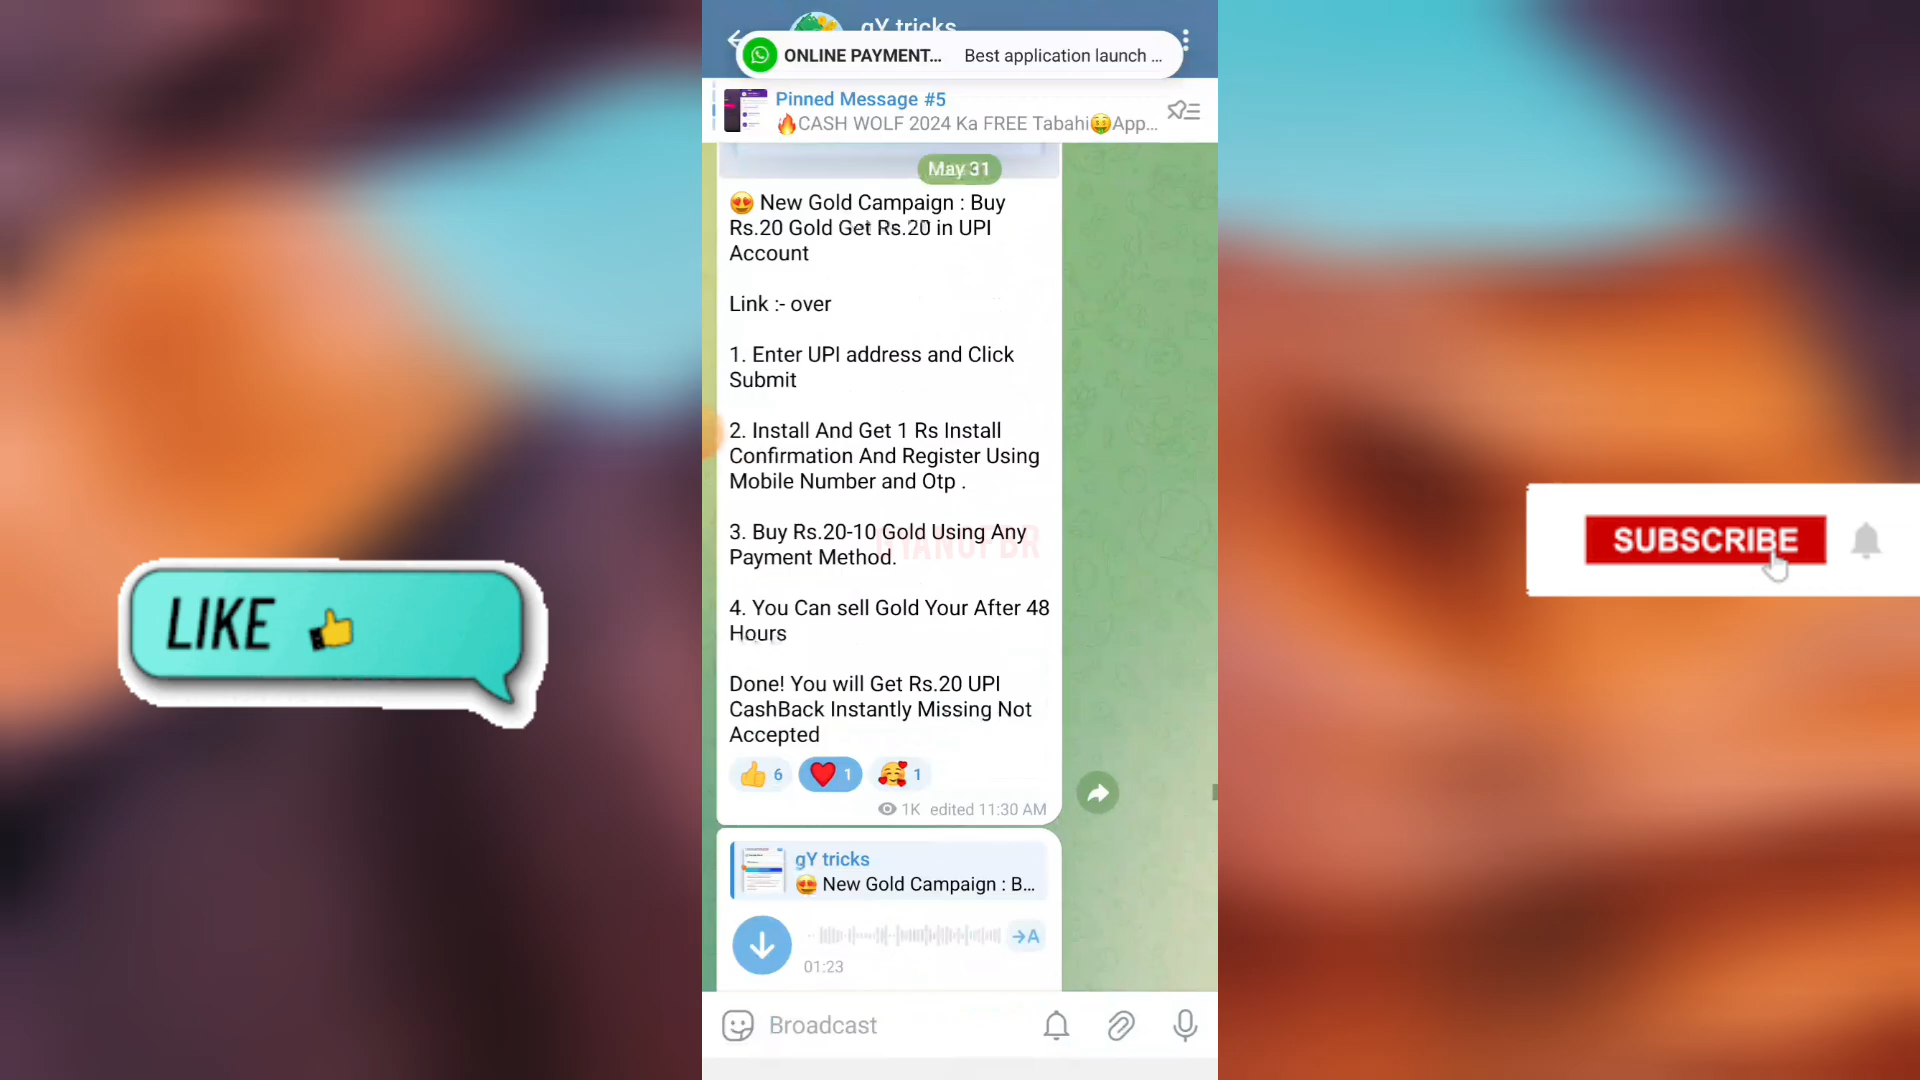 gY tricks
ONLINE PAYMENT... Best application launch ...
Pinned Message #5
🔥CASH WOLF 2024 Ka FREE Tabahi🤑App...
May 31
😍 New Gold Campaign : Buy
Rs.20 Gold Get Rs.20 in UPI
Account
Link :- over
1. Enter UPI address and Click
Submit
2. Install And Get 1 Rs Install
Confirmation And Register Using
Mobile Number and Otp .
3. Buy Rs.20-10 Gold Using Any
Payment Method.
4. You Can sell Gold Your After 48
Hours
Done! You will Get Rs.20 UPI
CashBack Instantly Missing Not
Accepted
👍 6 ❤️ 1 🥰 1
1K edited 11:30 AM
gY tricks
😍 New Gold Campaign : B...
→A
01:23
Broadcast
LIKE 👍
SUBSCRIBE